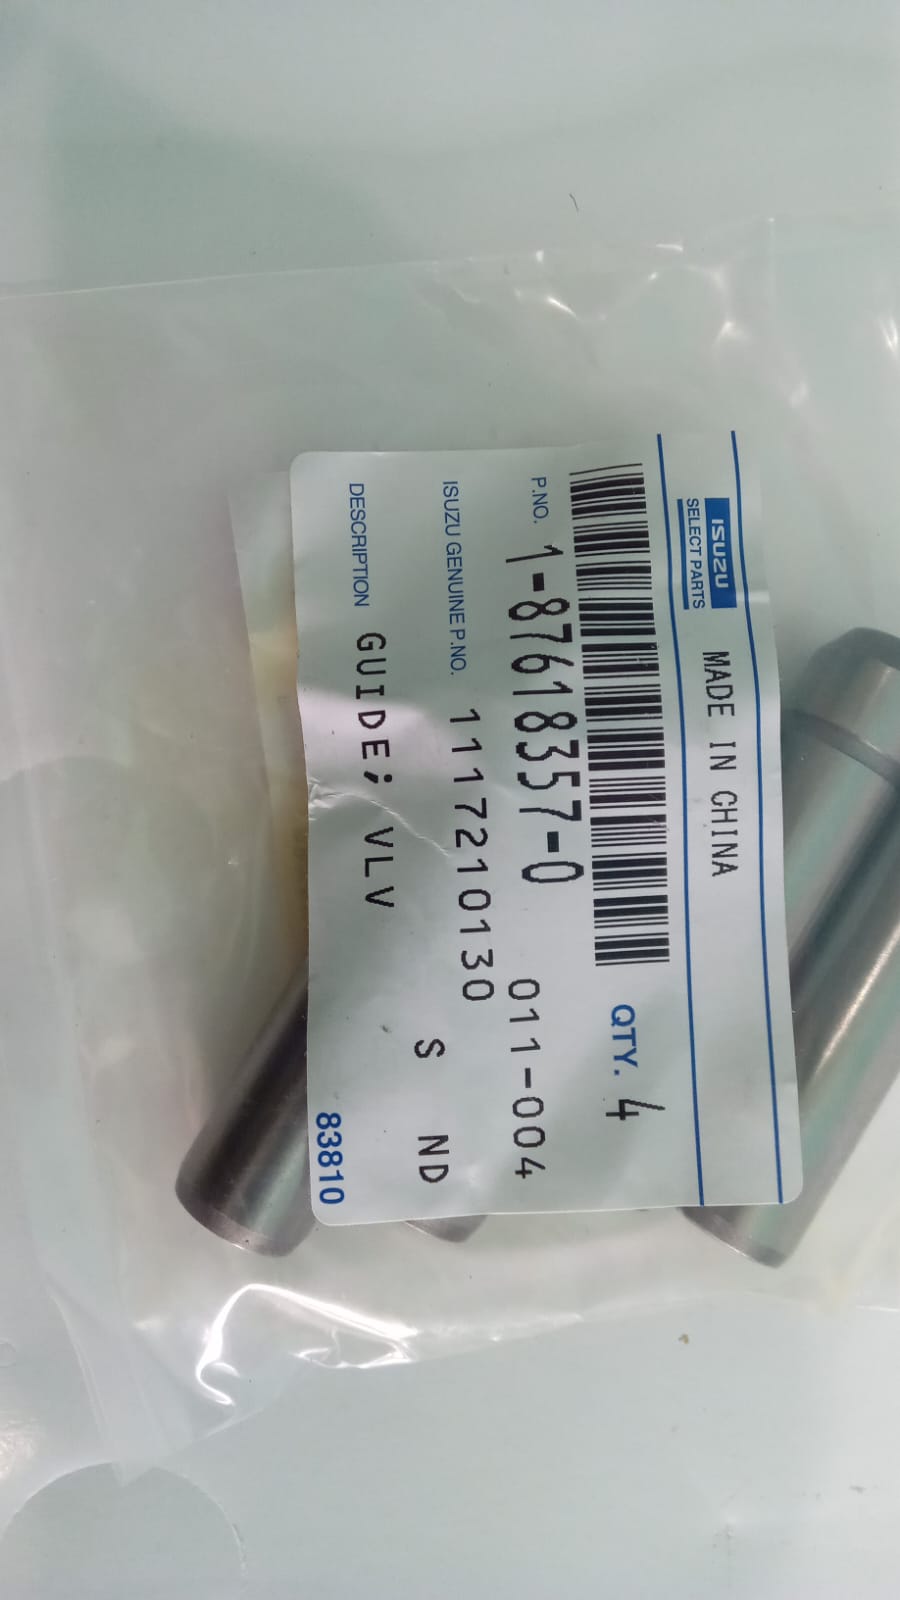 ISUZU MADE IN CHINA
SELECT PARTS
QTY. 4
P.NO. 1-87618357-0 011-004
ISUZU GENUINE P.NO. 1117210130
S ND
DESCRIPTION GUIDE; VLV
83810